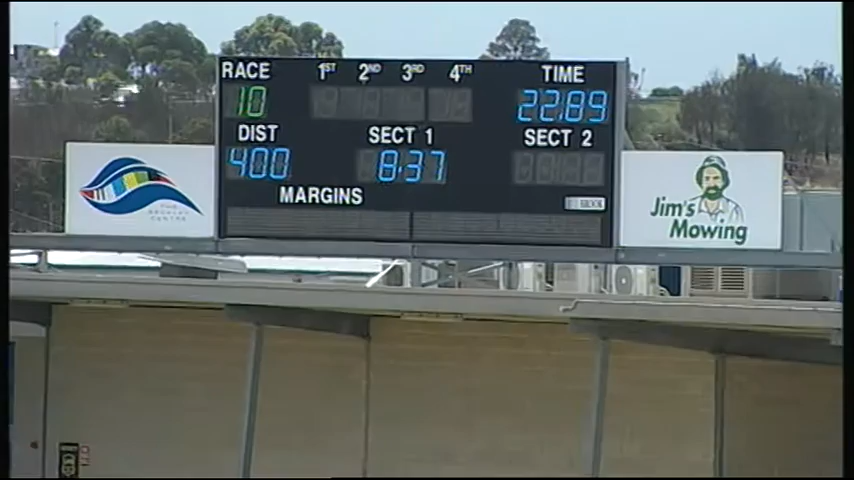 RACE 1ST 2ND 3RD 4TH TIME
10 22.89
DIST SECT 1 SECT 2
400 8.37
MARGINS
Jim's
Mowing